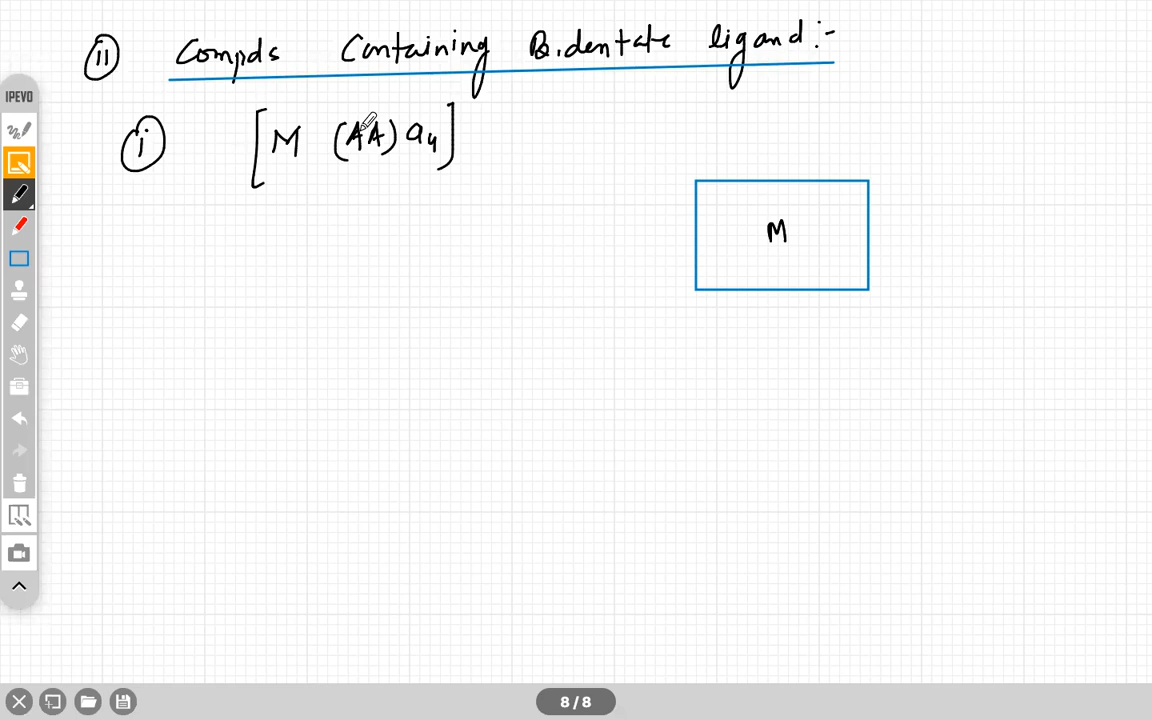 (ii) Compds Containing Bidentate ligand :-
IPEVO
(i) [M (AA) a₄]
M
8 / 8